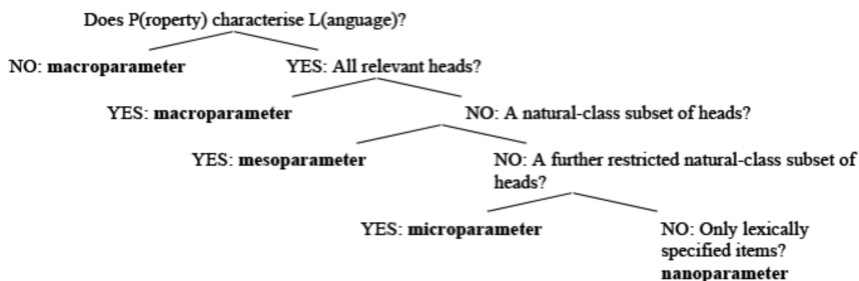 Does P(roperty) characterise L(anguage)?
NO: macroparameter
YES: All relevant heads?
YES: macroparameter
NO: A natural-class subset of heads?
YES: mesoparameter
NO: A further restricted natural-class subset of
heads?
YES: microparameter
NO: Only lexically
specified items?
nanoparameter